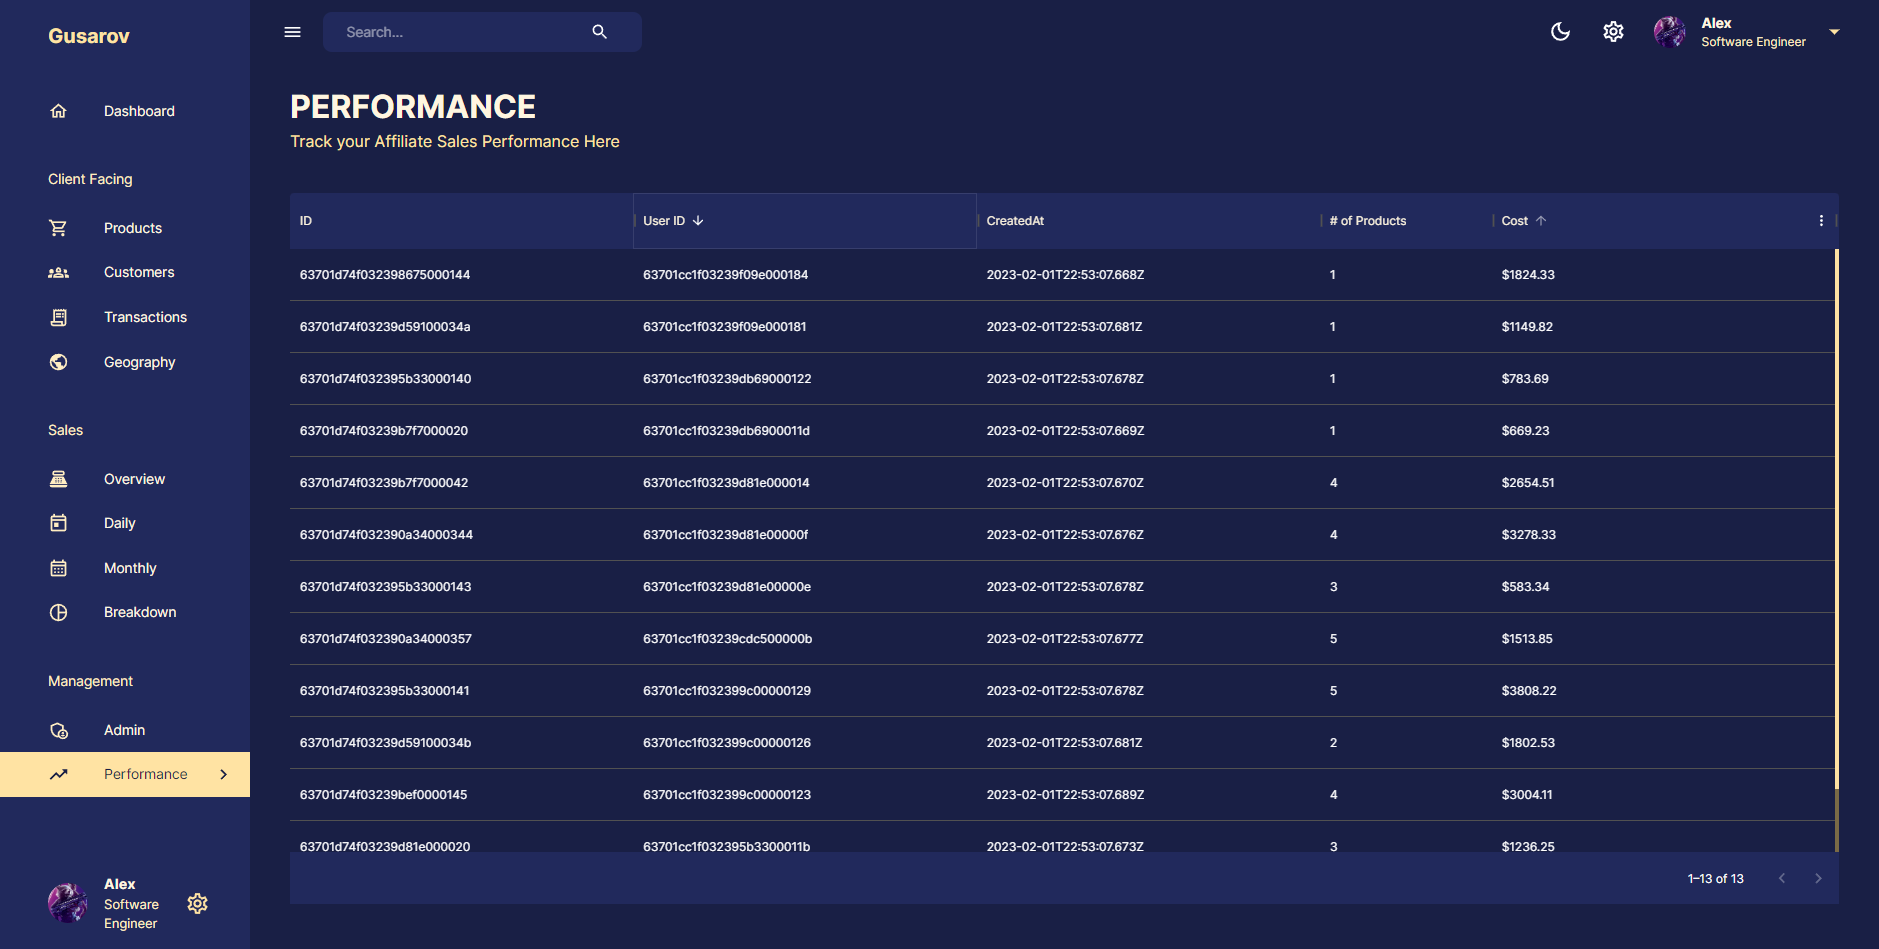 Gusarov
Search...
Alex
Software Engineer
Dashboard
Client Facing
Products
Customers
Transactions
Geography
Sales
Overview
Daily
Monthly
Breakdown
Management
Admin
Performance
Alex
Software
Engineer
PERFORMANCE
Track your Affiliate Sales Performance Here
ID User ID CreatedAt # of Products Cost
63701d74f032398675000144 63701cc1f03239f09e000184 2023-02-01T22:53:07.668Z 1 $1824.33
63701d74f03239d59100034a 63701cc1f03239f09e000181 2023-02-01T22:53:07.681Z 1 $1149.82
63701d74f032395b33000140 63701cc1f03239db69000122 2023-02-01T22:53:07.678Z 1 $783.69
63701d74f03239b7f7000020 63701cc1f03239db6900011d 2023-02-01T22:53:07.669Z 1 $669.23
63701d74f03239b7f7000042 63701cc1f03239d81e000014 2023-02-01T22:53:07.670Z 4 $2654.51
63701d74f032390a34000344 63701cc1f03239d81e00000f 2023-02-01T22:53:07.676Z 4 $3278.33
63701d74f032395b33000143 63701cc1f03239d81e00000e 2023-02-01T22:53:07.678Z 3 $583.34
63701d74f032390a34000357 63701cc1f03239cdc500000b 2023-02-01T22:53:07.677Z 5 $1513.85
63701d74f032395b33000141 63701cc1f032399c00000129 2023-02-01T22:53:07.678Z 5 $3808.22
63701d74f03239d59100034b 63701cc1f032399c00000126 2023-02-01T22:53:07.681Z 2 $1802.53
63701d74f03239bef0000145 63701cc1f032399c00000123 2023-02-01T22:53:07.689Z 4 $3004.11
63701d74f03239d81e000020 63701cc1f032395b3300011b 2023-02-01T22:53:07.673Z 3 $1236.25
1–13 of 13